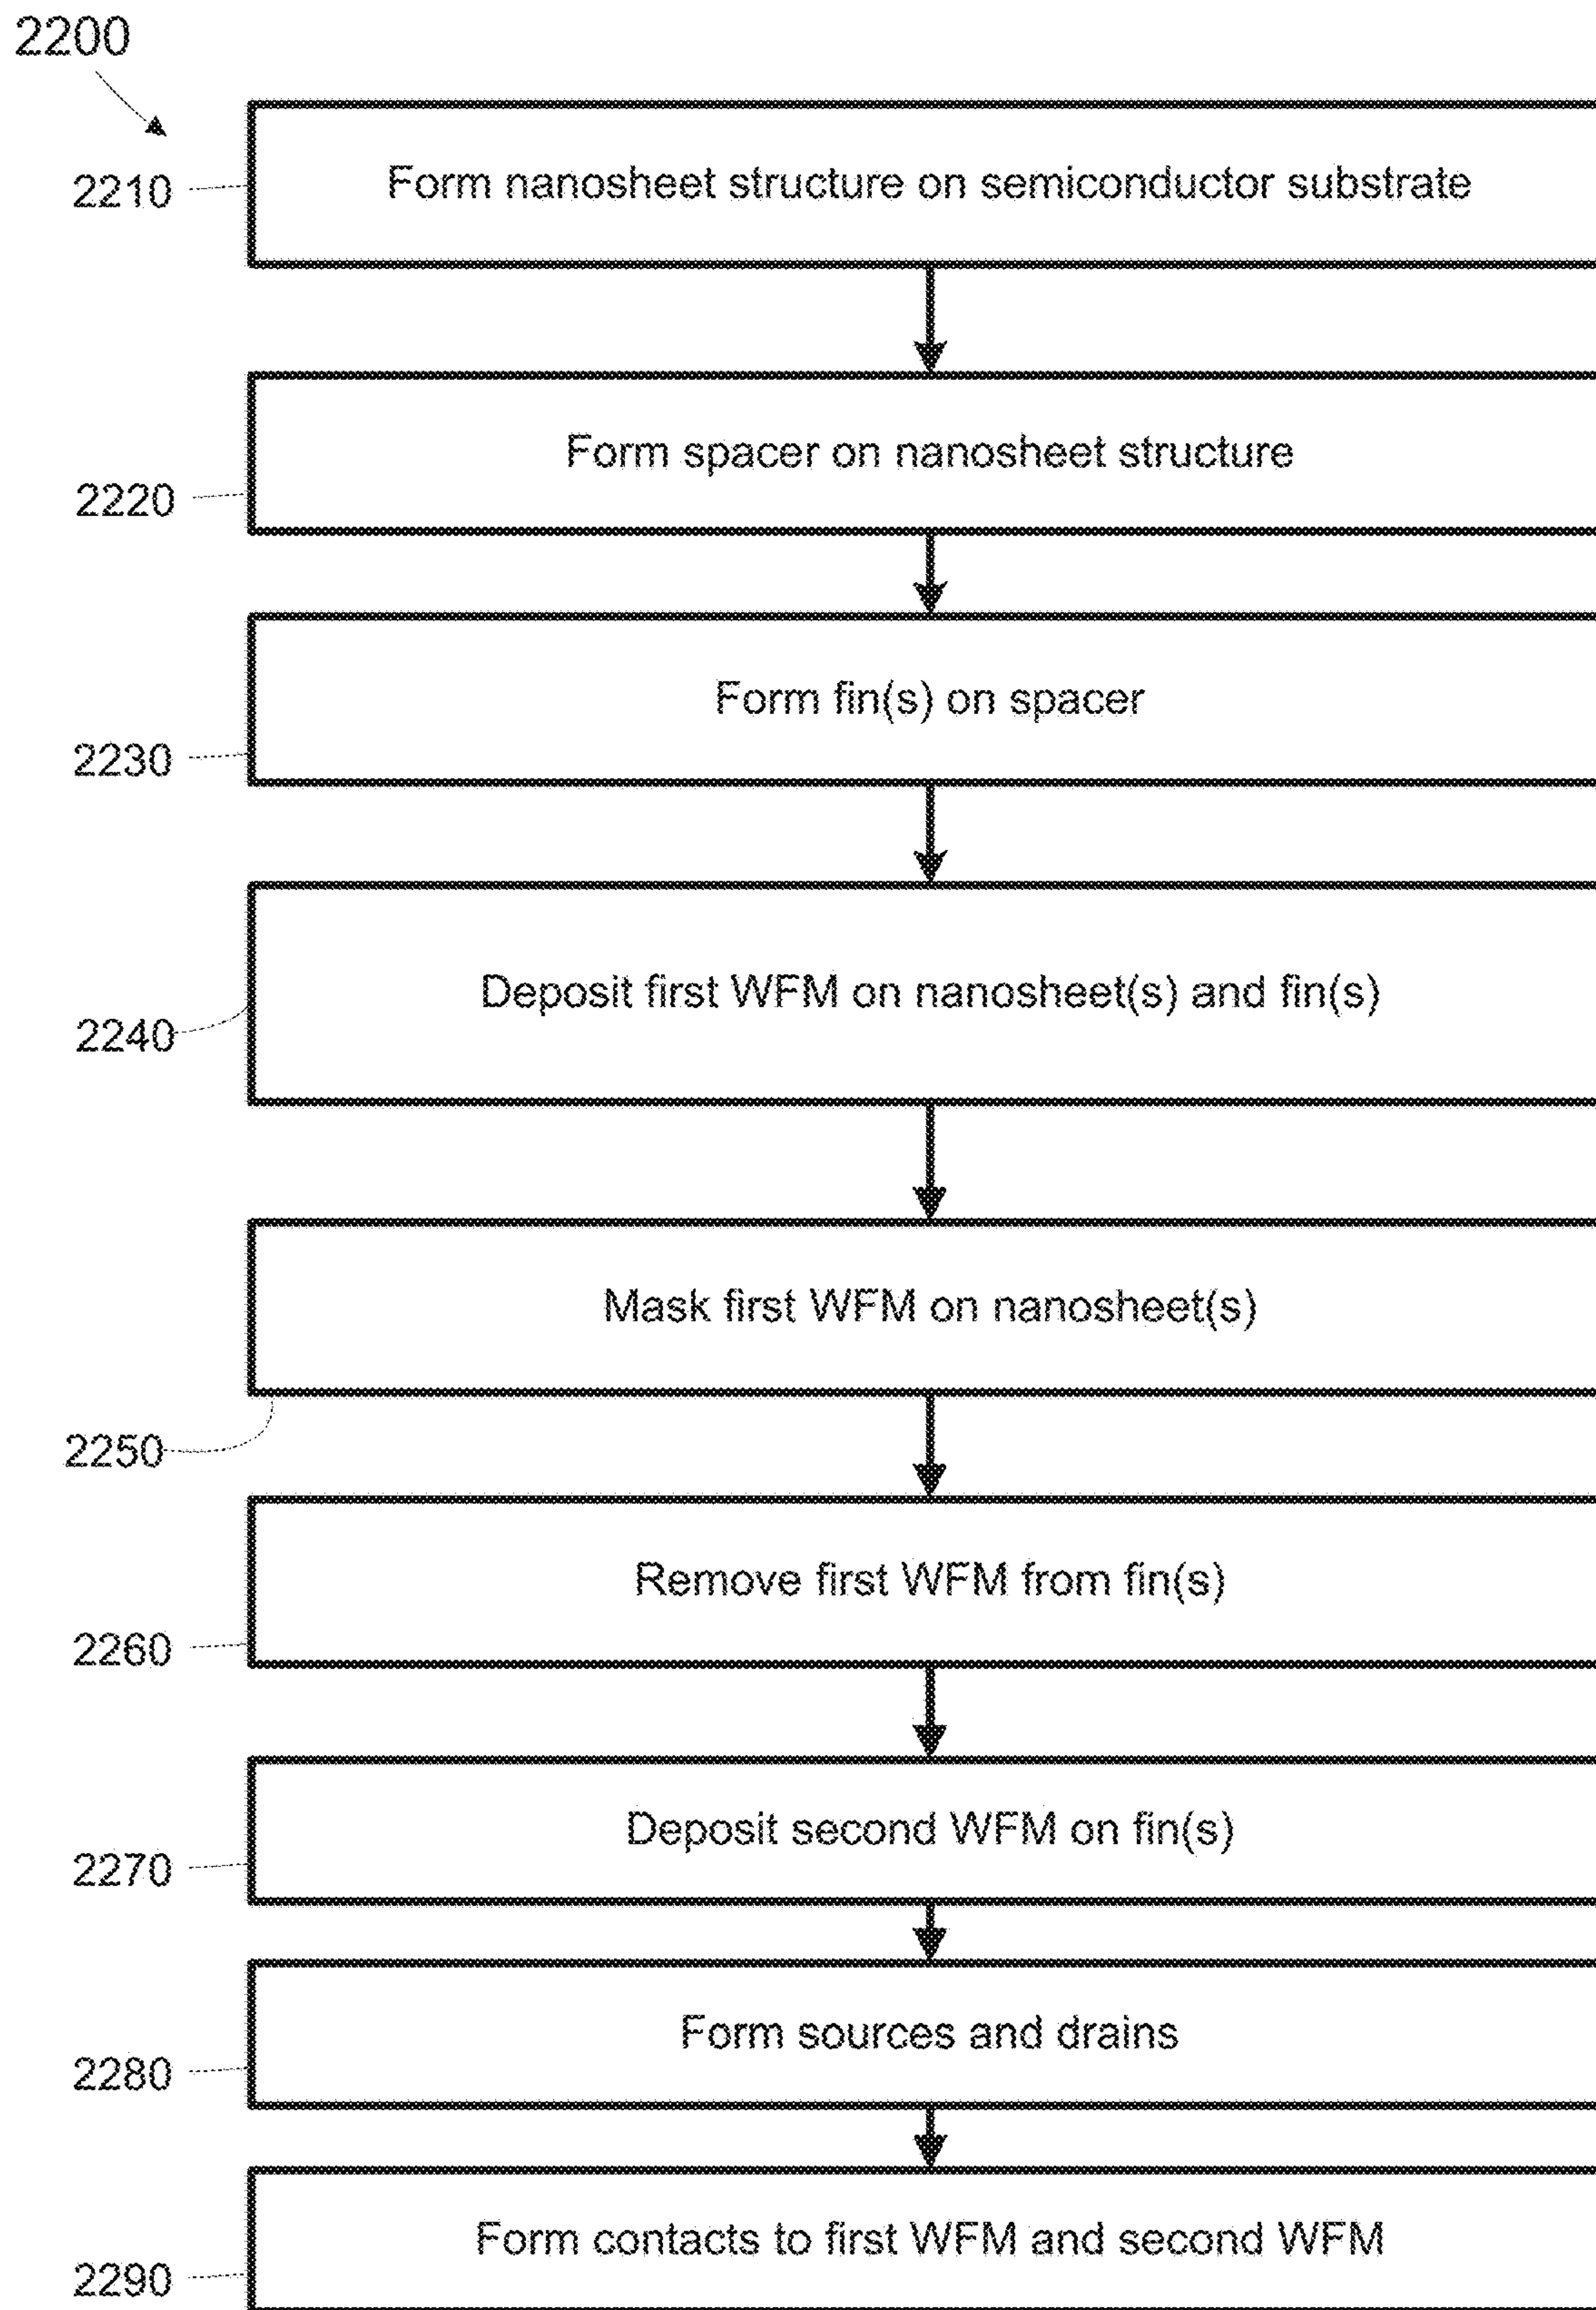 2200
2210
Form nanosheet structure on semiconductor substrate
Form spacer on nanosheet structure
2220
Form fin(s) on spacer
2230
Deposit first WFM on nanosheet(s) and fin(s)
2240
Mask first WFM on nanosheet(s)
2250
Remove first WFM from fin(s)
2260
Deposit second WFM on fin(s)
2270
Form sources and drains
2280
Form contacts to first WFM and second WFM
2290